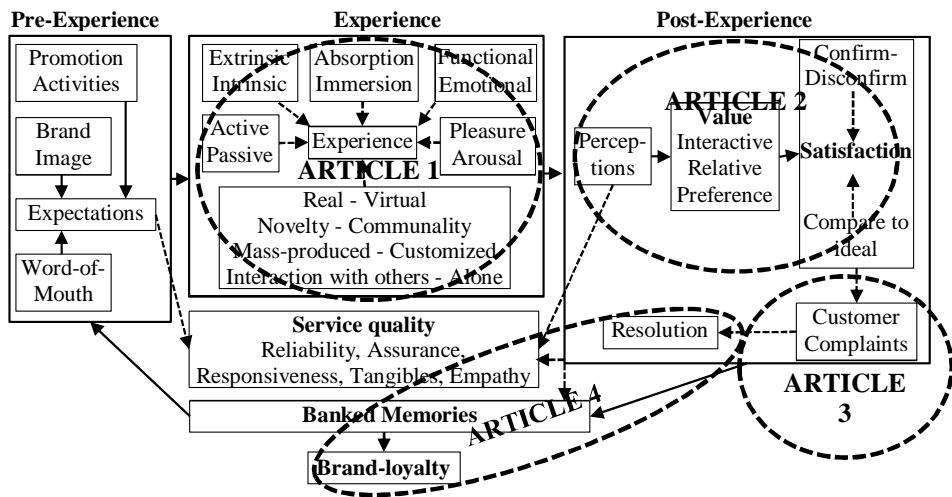 Pre-Experience
Experience
Post-Experience
Promotion
Activities
Brand
Image
Expectations
Word-of-
Mouth
Extrinsic
Intrinsic
Absorption
Immersion
Functional
Emotional
Active
Passive
Experience
Pleasure
Arousal
ARTICLE 1
Real - Virtual
Novelty - Communality
Mass-produced - Customized
Interaction with others - Alone
Percep-
tions
ARTICLE 2
Value
Interactive
Relative
Preference
Confirm-
Disconfirm
Satisfaction
Compare to
ideal
Service quality
Reliability, Assurance,
Responsiveness, Tangibles, Empathy
Resolution
Customer
Complaints
ARTICLE
3
Banked Memories
ARTICLE 4
Brand-loyalty